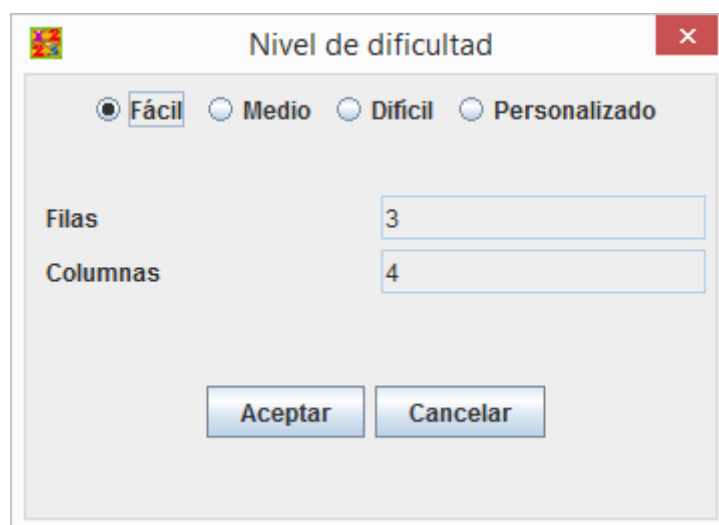 Nivel de dificultad
Fácil Medio Difícil Personalizado
Filas 3
Columnas 4
Aceptar Cancelar